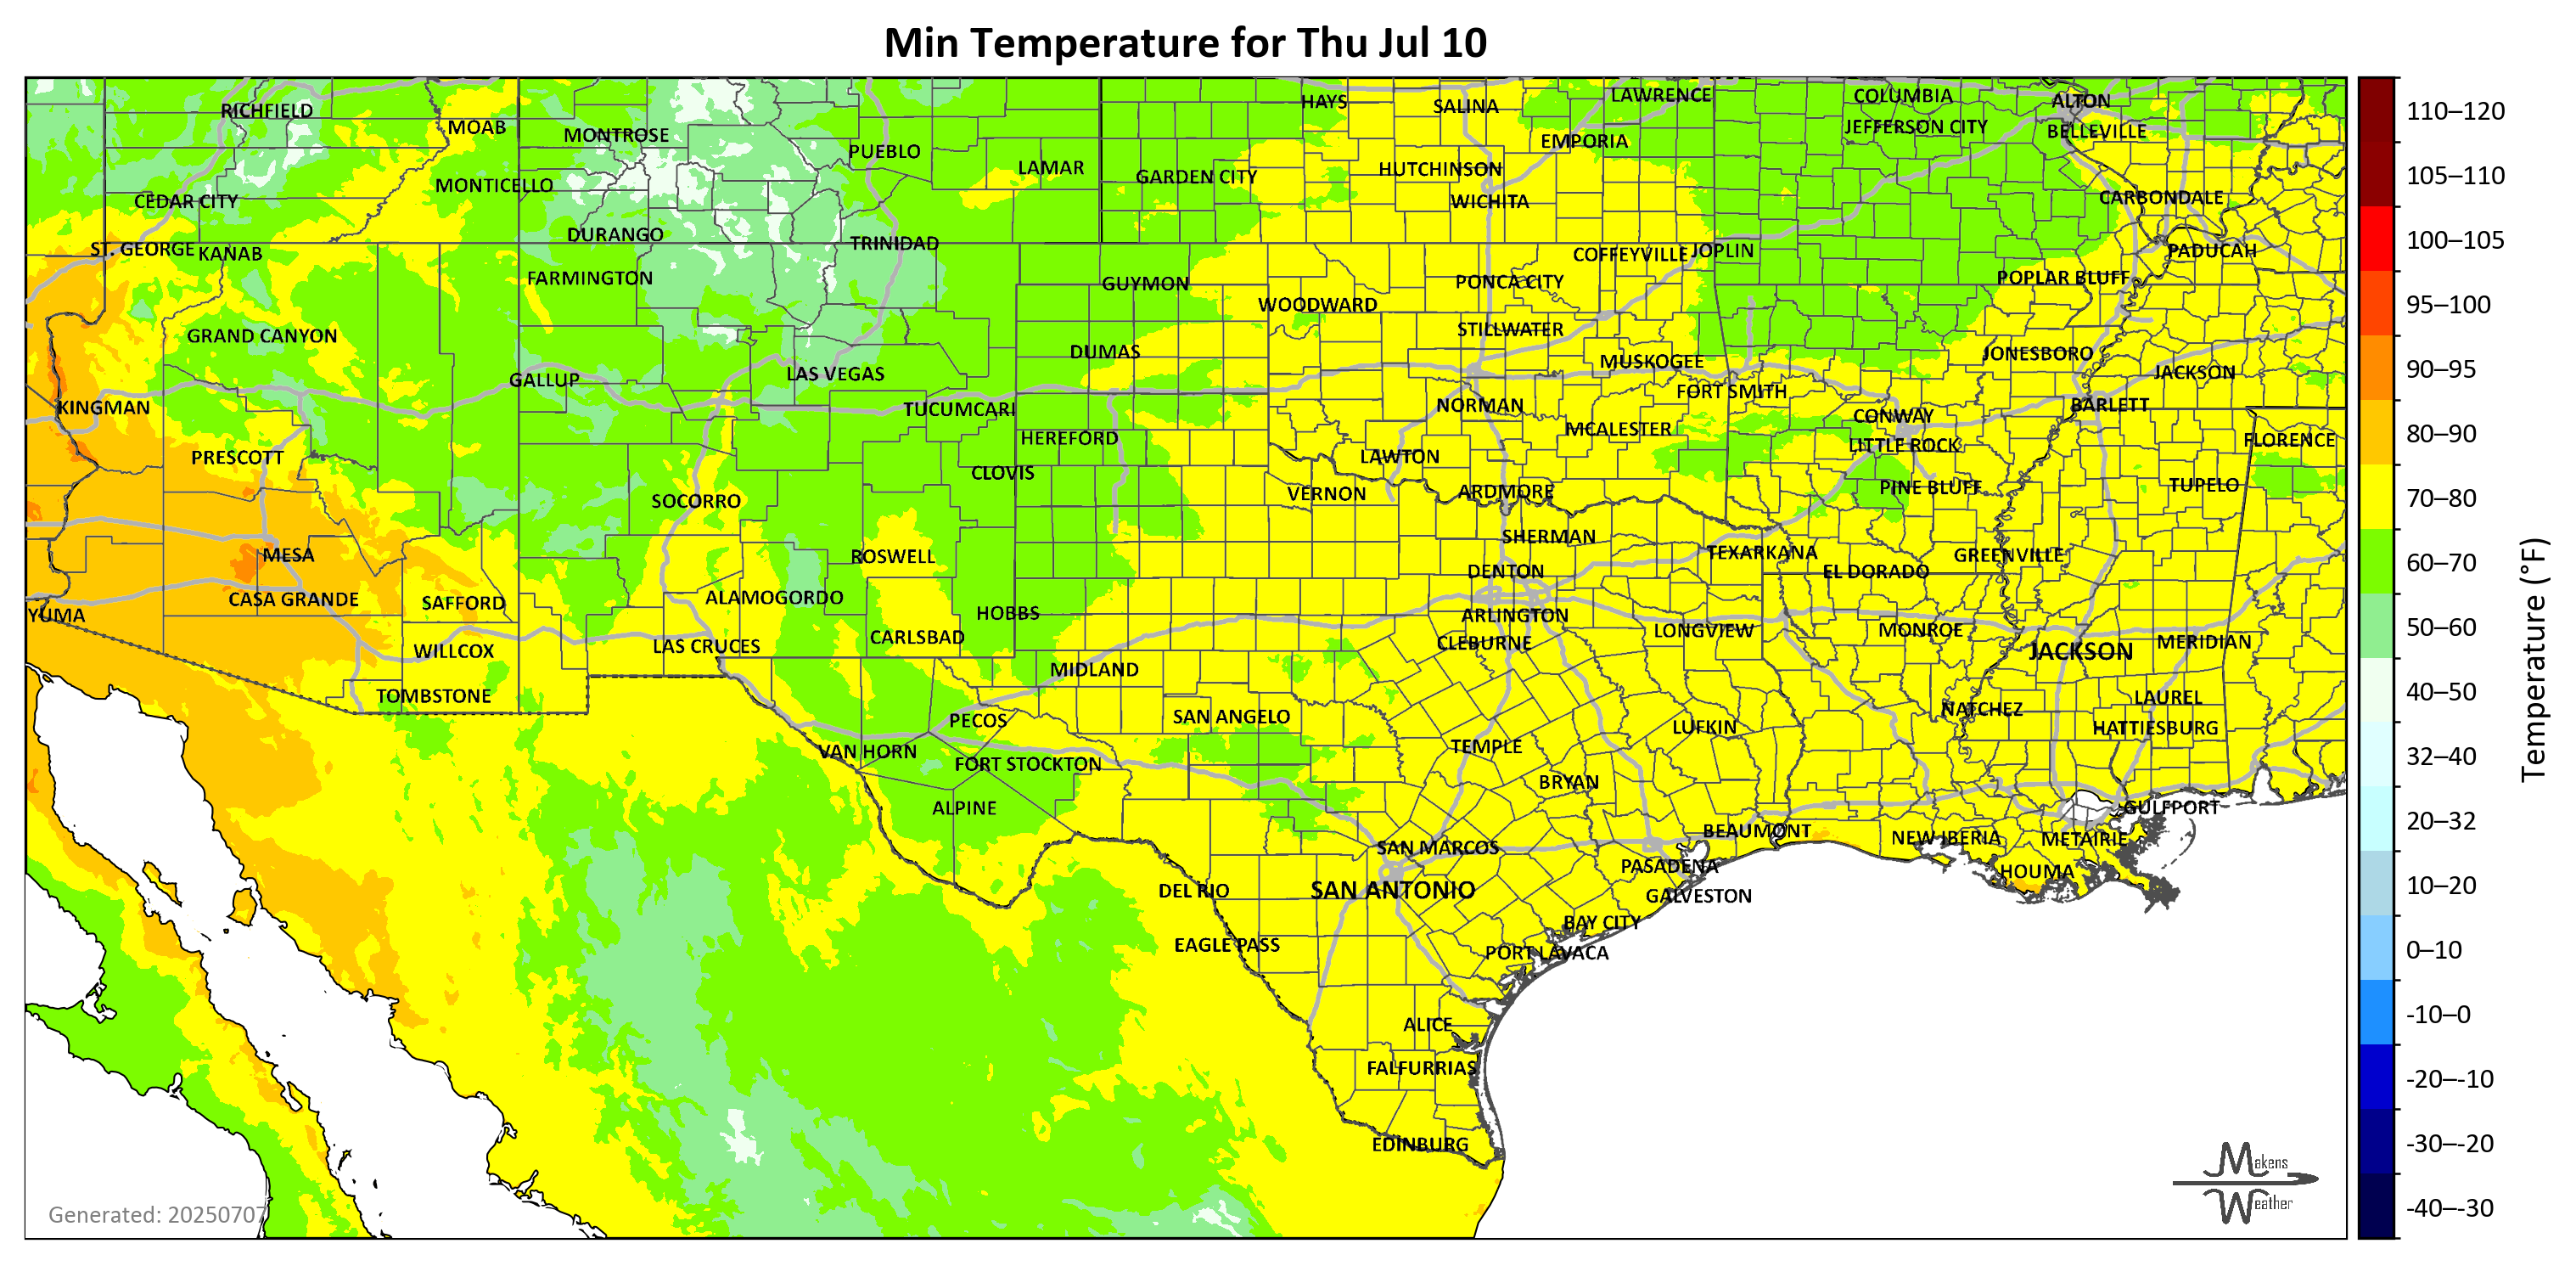 Min Temperature for Thu Jul 10
RICHFIELD
MOAB
MONTROSE
PUEBLO
LAMAR
HAYS
SALINA
LAWRENCE
EMPORIA
COLUMBIA
JEFFERSON CITY
ALTON
BELLEVILLE
MONTICELLO
CEDAR CITY
GARDEN CITY
HUTCHINSON
WICHITA
CARBONDALE
ST. GEORGE
KANAB
DURANGO
TRINIDAD
FARMINGTON
GUYMON
COFFEYVILLE
JOPLIN
PADUCAH
POPLAR BLUFF
PONCA CITY
WOODWARD
STILLWATER
GRAND CANYON
DUMAS
MUSKOGEE
JONESBORO
JACKSON
GALLUP
LAS VEGAS
FORT SMITH
KINGMAN
TUCUMCARI
NORMAN
CONWAY
BARLETT
HEREFORD
MCALESTER
LITTLE ROCK
FLORENCE
PRESCOTT
CLOVIS
LAWTON
SOCORRO
VERNON
ARDMORE
PINE BLUFF
TUPELO
SHERMAN
MESA
ROSWELL
TEXARKANA
GREENVILLE
DENTON
EL DORADO
CASA GRANDE
SAFFORD
ALAMOGORDO
HOBBS
ARLINGTON
YUMA
CARLSBAD
CLEBURNE
LONGVIEW
MONROE
WILLCOX
LAS CRUCES
MIDLAND
JACKSON
MERIDIAN
TOMBSTONE
PECOS
SAN ANGELO
LUFKIN
NATCHEZ
LAUREL
HATTIESBURG
VAN HORN
FORT STOCKTON
TEMPLE
BRYAN
ALPINE
GULFPORT
BEAUMONT
NEW IBERIA
METAIRIE
SAN MARCOS
PASADENA
HOUMA
DEL RIO
SAN ANTONIO
GALVESTON
BAY CITY
EAGLE PASS
PORT LAVACA
ALICE
FALFURRIAS
EDINBURG
Generated: 20250707
Makens
Weather
110–120
105–110
100–105
95–100
90–95
80–90
70–80
60–70
50–60
40–50
32–40
20–32
10–20
0–10
-10–0
-20–-10
-30–-20
-40–-30
Temperature (°F)